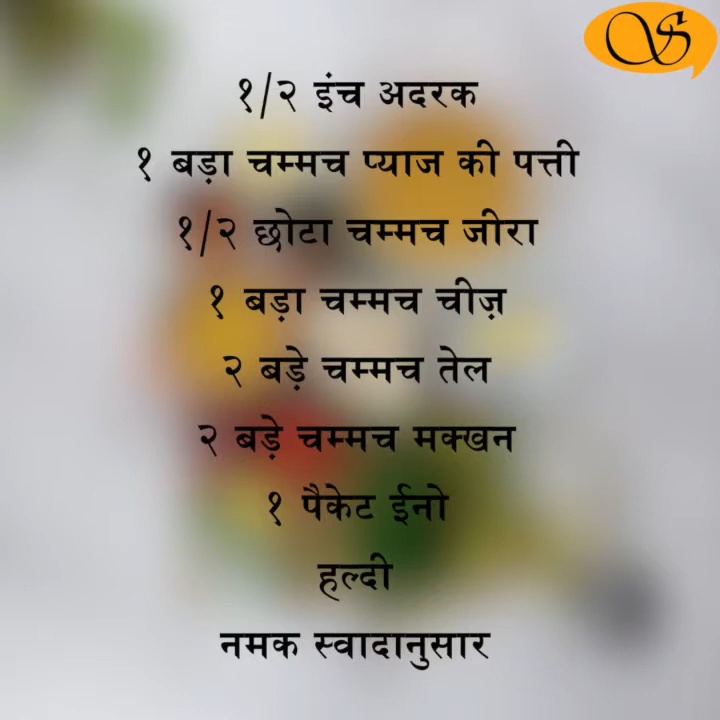 १/२ इंच अदरक
१ बड़ा चम्मच प्याज की पत्ती
१/२ छोटा चम्मच जीरा
१ बड़ा चम्मच चीज़
२ बड़े चम्मच तेल
२ बड़े चम्मच मक्खन
१ पैकेट ईनो
हल्दी
नमक स्वादानुसार